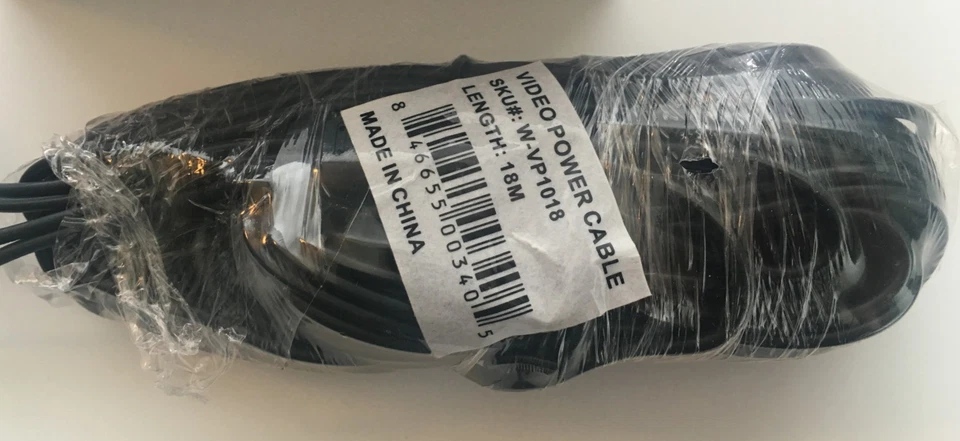 VIDEO POWER CABLE
SKU#: W-VP1018
LENGTH: 18M
8 46655 00340 5
MADE IN CHINA